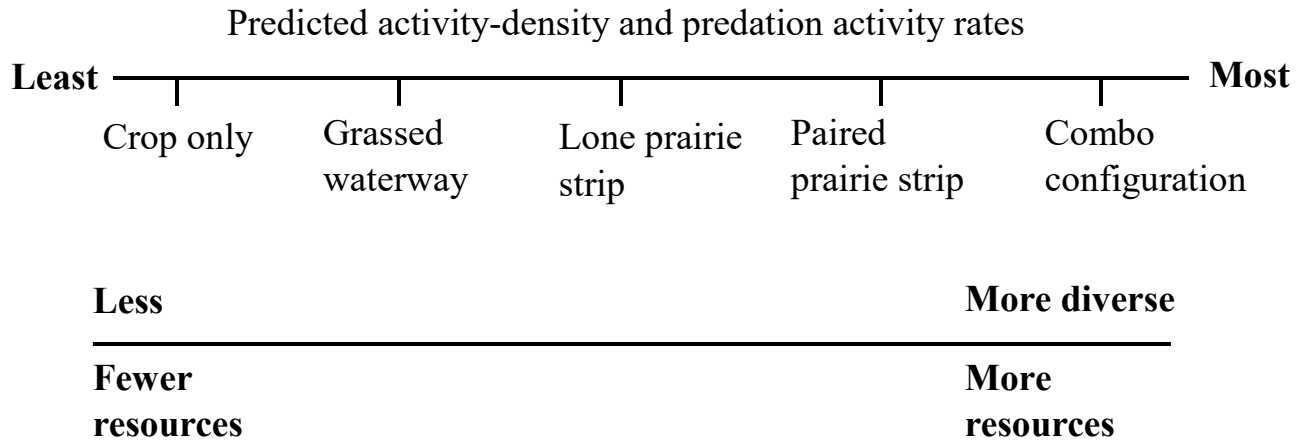 Predicted activity-density and predation activity rates
Least Most
Crop only
Grassed
waterway
Lone prairie
strip
Paired
prairie strip
Combo
configuration
Less More diverse
Fewer
resources
More
resources